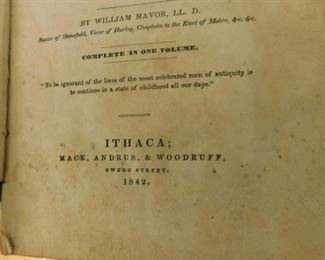 BY WILLIAM MAVOR, LL. D.
Rector of Stonesfield, Vicar of Hurley, Chaplain to the Earl of Moira, &c. &c.
COMPLETE IN ONE VOLUME.
"To be ignorant of the lives of the most celebrated men of antiquity is
to continue in a state of childhood all our days."
ITHACA;
MACK, ANDRUS, & WOODRUFF,
OWEGO STREET.
1842.